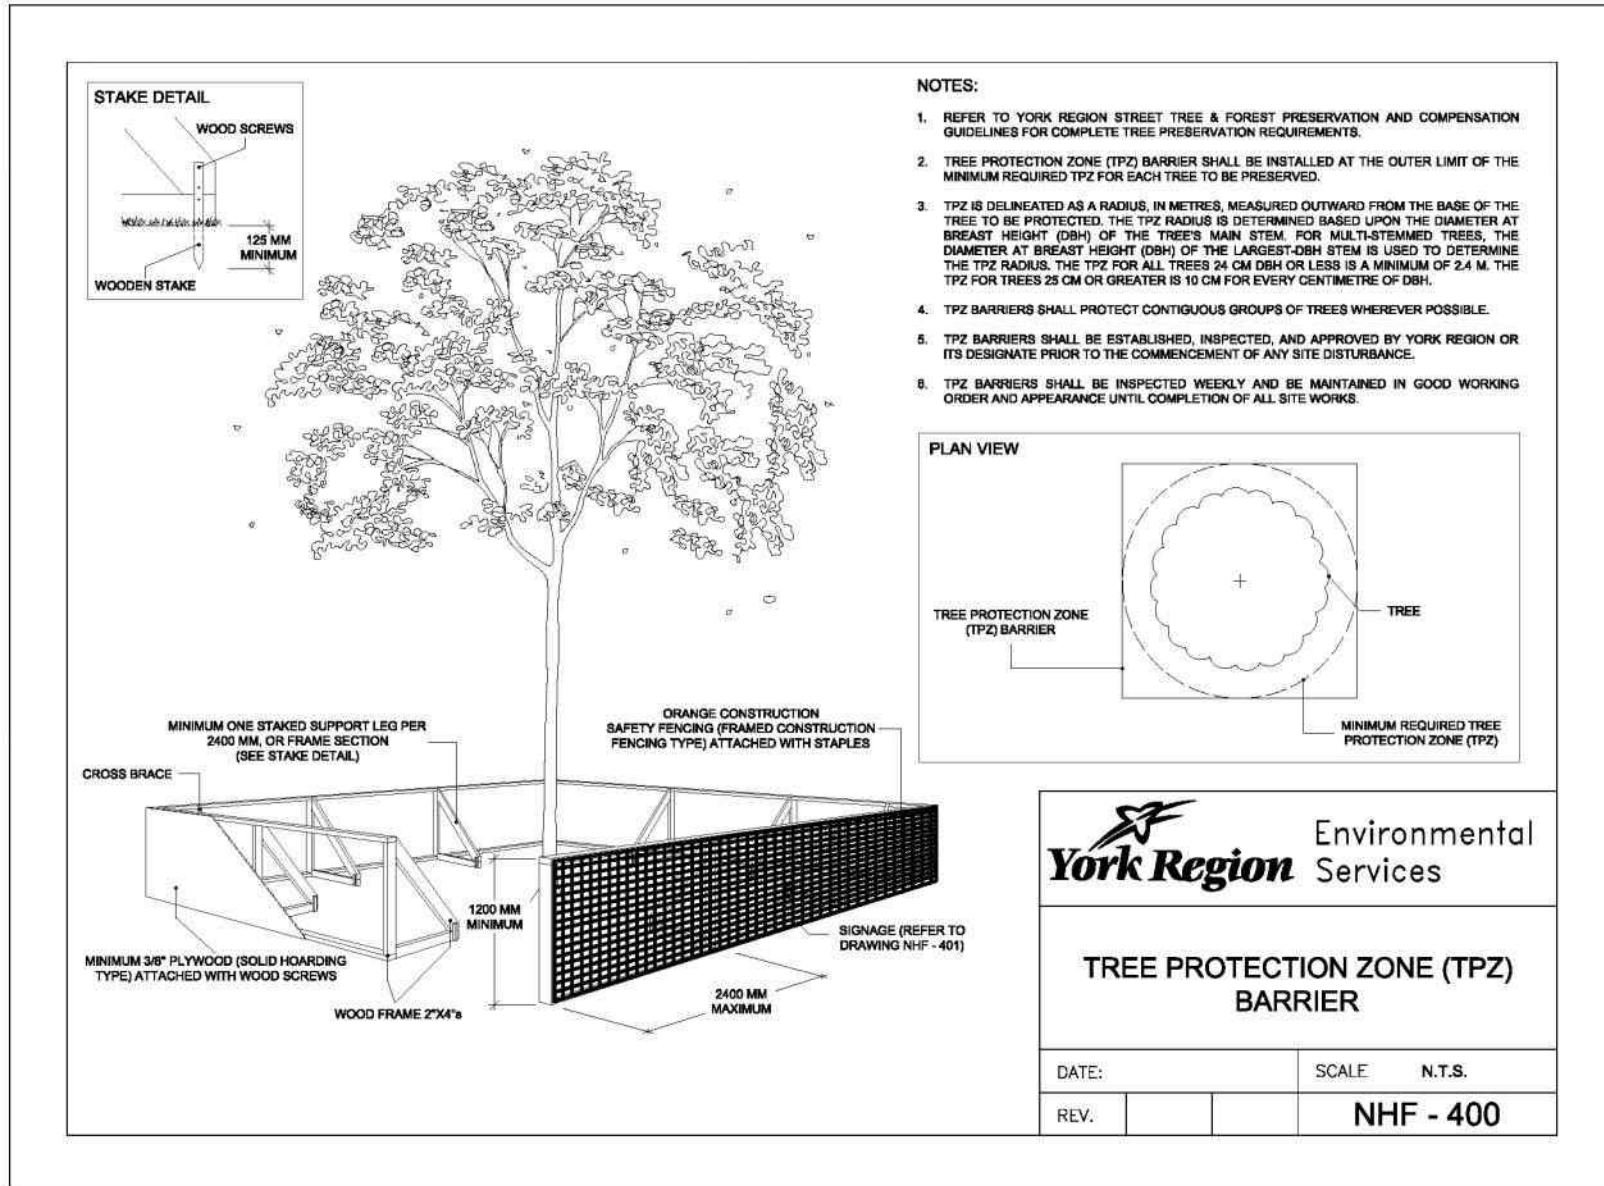 STAKE DETAIL
WOOD SCREWS
125 MM
MINIMUM
WOODEN STAKE
NOTES:
1. REFER TO YORK REGION STREET TREE & FOREST PRESERVATION AND COMPENSATION
GUIDELINES FOR COMPLETE TREE PRESERVATION REQUIREMENTS.
2. TREE PROTECTION ZONE (TPZ) BARRIER SHALL BE INSTALLED AT THE OUTER LIMIT OF THE
MINIMUM REQUIRED TPZ FOR EACH TREE TO BE PRESERVED.
3. TPZ IS DELINEATED AS A RADIUS, IN METRES, MEASURED OUTWARD FROM THE BASE OF THE
TREE TO BE PROTECTED. THE TPZ RADIUS IS DETERMINED BASED UPON THE DIAMETER AT
BREAST HEIGHT (DBH) OF THE TREE'S MAIN STEM. FOR MULTI-STEMMED TREES, THE
DIAMETER AT BREAST HEIGHT (DBH) OF THE LARGEST-DBH STEM IS USED TO DETERMINE
THE TPZ RADIUS. THE TPZ FOR ALL TREES 24 CM DBH OR LESS IS A MINIMUM OF 2.4 M. THE
TPZ FOR TREES 25 CM OR GREATER IS 10 CM FOR EVERY CENTIMETRE OF DBH.
4. TPZ BARRIERS SHALL PROTECT CONTIGUOUS GROUPS OF TREES WHEREVER POSSIBLE.
5. TPZ BARRIERS SHALL BE ESTABLISHED, INSPECTED, AND APPROVED BY YORK REGION OR
ITS DESIGNATE PRIOR TO THE COMMENCEMENT OF ANY SITE DISTURBANCE.
6. TPZ BARRIERS SHALL BE INSPECTED WEEKLY AND BE MAINTAINED IN GOOD WORKING
ORDER AND APPEARANCE UNTIL COMPLETION OF ALL SITE WORKS.
PLAN VIEW
TREE PROTECTION ZONE
(TPZ) BARRIER
TREE
MINIMUM REQUIRED TREE
PROTECTION ZONE (TPZ)
MINIMUM ONE STAKED SUPPORT LEG PER
2400 MM, OR FRAME SECTION
(SEE STAKE DETAIL)
CROSS BRACE
ORANGE CONSTRUCTION
SAFETY FENCING (FRAMED CONSTRUCTION
FENCING TYPE) ATTACHED WITH STAPLES
1200 MM
MINIMUM
SIGNAGE (REFER TO
DRAWING NHF - 401)
MINIMUM 3/8" PLYWOOD (SOLID HOARDING
TYPE) ATTACHED WITH WOOD SCREWS
WOOD FRAME 2"X4"s
2400 MM
MAXIMUM
York Region
Environmental
Services
TREE PROTECTION ZONE (TPZ)
BARRIER
DATE:
SCALE N.T.S.
REV.
NHF - 400